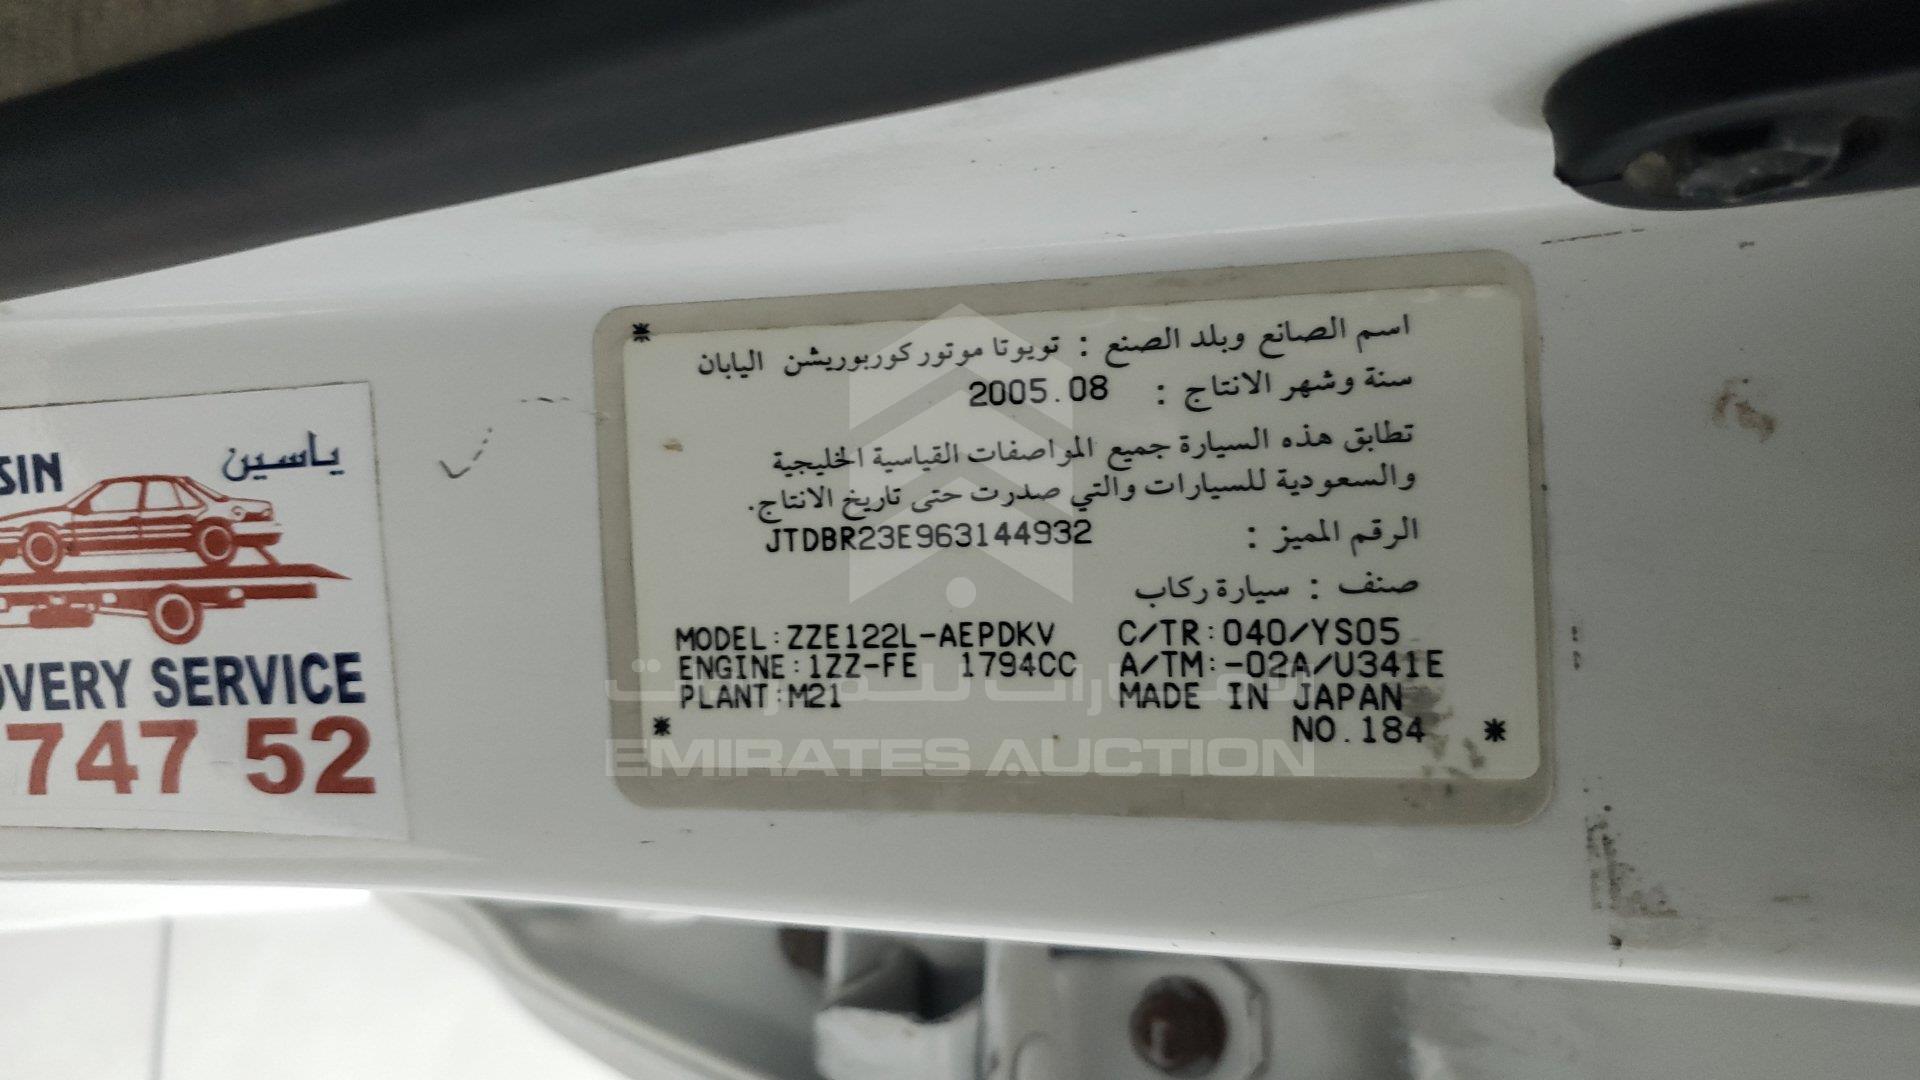 اسم الصانع وبلد الصنع : تويوتا موتور كوربوريشن اليابان
سنة وشهر الانتاج : 2005.08
تطابق هذه السيارة جميع المواصفات القياسية الخليجية
والسعودية للسيارات والتي صدرت حتى تاريخ الانتاج.
الرقم المميز : JTDBR23E963144932
صنف : سيارة ركاب
MODEL:ZZE122L-AEPDKV C/TR:040/YS05
ENGINE:1ZZ-FE 1794CC A/TM:-02A/U341E
PLANT:M21 MADE IN JAPAN
NO.184
الإمارات للمزادات
EMIRATES AUCTION
SIN ياسين
OVERY SERVICE
747 52